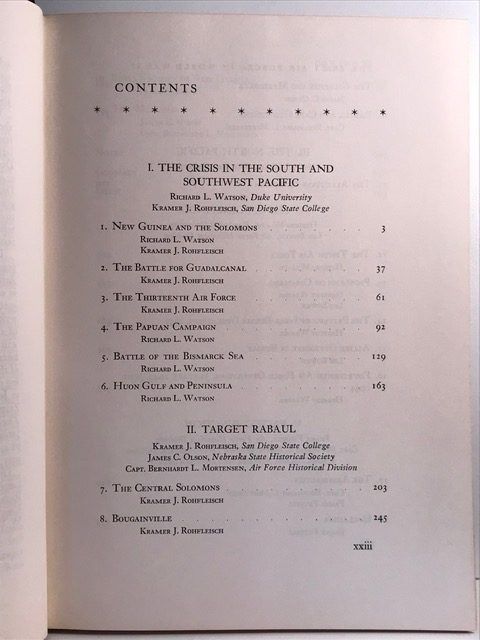 CONTENTS
* * * * * * * * * * *
I. THE CRISIS IN THE SOUTH AND
SOUTHWEST PACIFIC
Richard L. Watson, Duke University
Kramer J. Rohfleisch, San Diego State College
1. New Guinea and the Solomons . . . . . . . 3
Richard L. Watson
Kramer J. Rohfleisch
2. The Battle for Guadalcanal . . . . . . . 37
Kramer J. Rohfleisch
3. The Thirteenth Air Force . . . . . . . 61
Kramer J. Rohfleisch
4. The Papuan Campaign . . . . . . . . 92
Richard L. Watson
5. Battle of the Bismarck Sea . . . . . . . 129
Richard L. Watson
6. Huon Gulf and Peninsula . . . . . . . 163
Richard L. Watson
II. TARGET RABAUL
Kramer J. Rohfleisch, San Diego State College
James C. Olson, Nebraska State Historical Society
Capt. Bernhardt L. Mortensen, Air Force Historical Division
7. The Central Solomons . . . . . . . . 203
Kramer J. Rohfleisch
8. Bougainville . . . . . . . . . . 245
Kramer J. Rohfleisch
xxiii